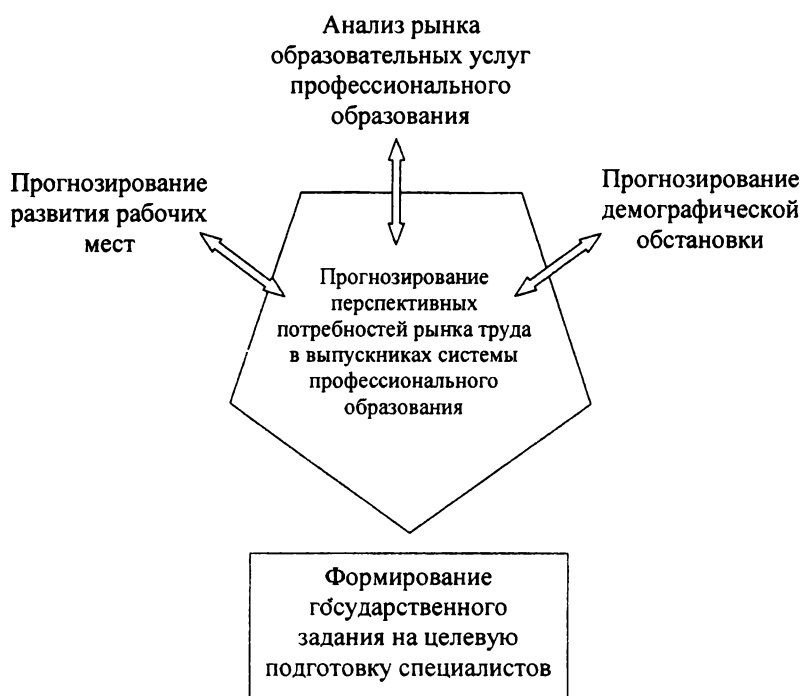 Анализ рынка
образовательных услуг
профессионального
образования
Прогнозирование
развития рабочих
мест
Прогнозирование
демографической
обстановки
Прогнозирование
перспективных
потребностей рынка труда
в выпускниках системы
профессионального
образования
Формирование
государственного
задания на целевую
подготовку специалистов